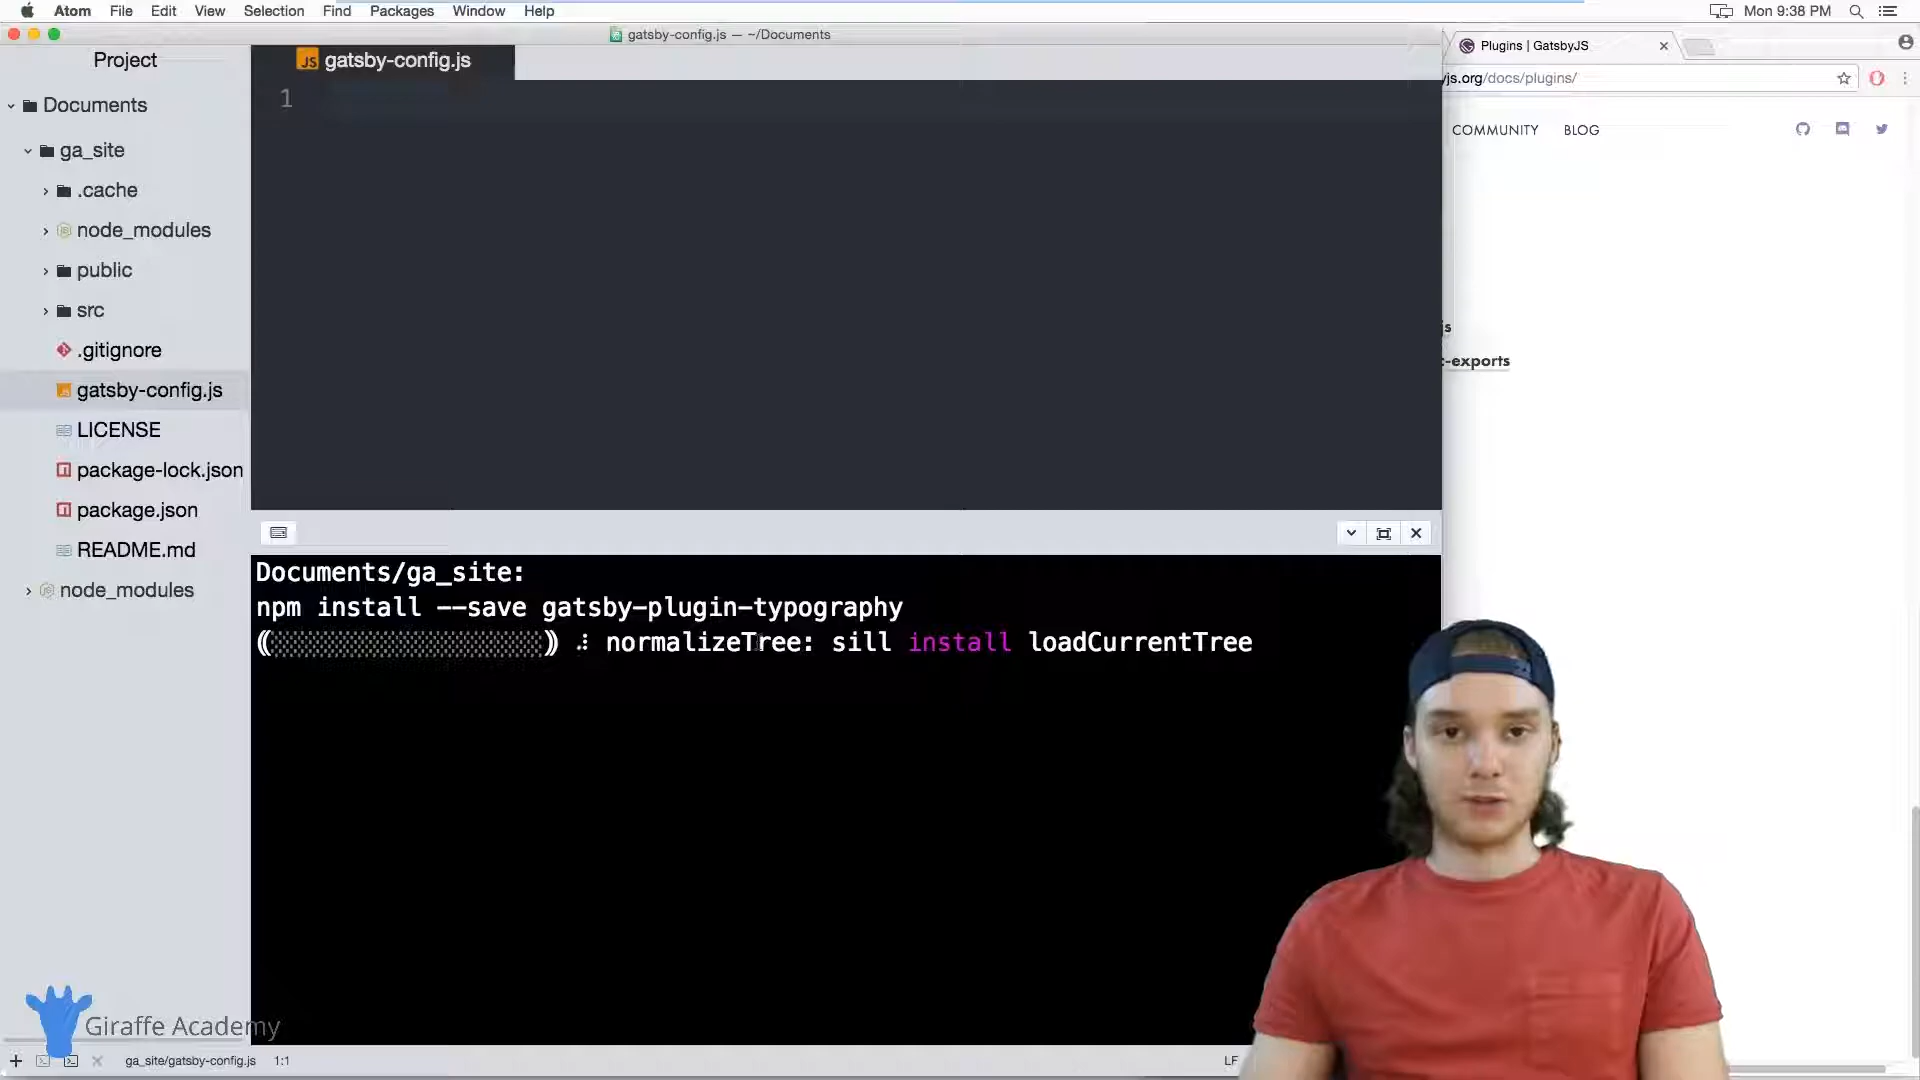 Atom File Edit View Selection Find Packages Window Help
Mon 9:38 PM
gatsby-config.js — ~/Documents
Plugins | GatsbyJS
Project
JS gatsby-config.js
yjs.org/docs/plugins/
1
Documents
COMMUNITY BLOG
ga_site
.cache
node_modules
public
src
js
.gitignore
t-exports
gatsby-config.js
LICENSE
package-lock.json
package.json
README.md
node_modules
Documents/ga_site:
npm install --save gatsby-plugin-typography
normalizeTree: sill install loadCurrentTree
Giraffe Academy
ga_site/gatsby-config.js 1:1
LF